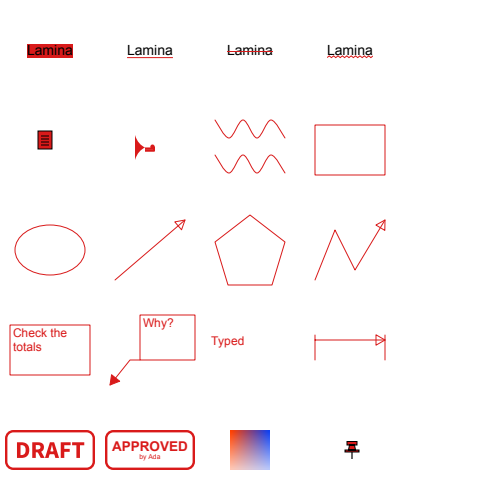 Lamina
Lamina
Lamina
Lamina
Check the
totals
Why?
Typed
DRAFT
APPROVED
by Ada